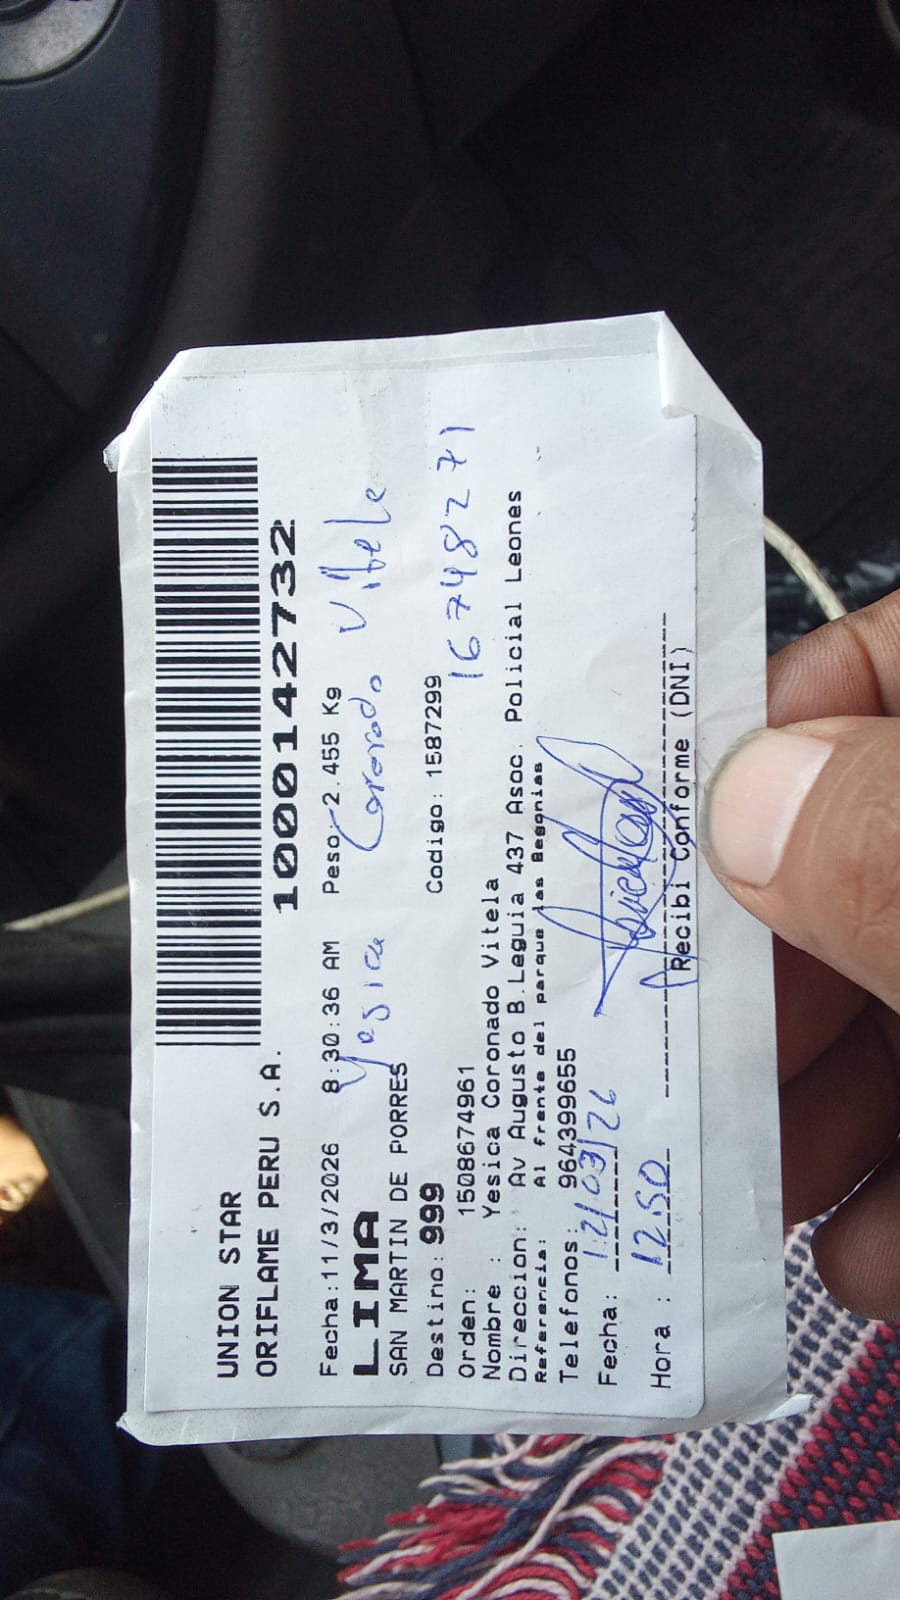 UNION STAR
ORIFLAME PERU S.A.
1000142732
Fecha:11/3/2026 8:30:36 AM Peso:2.455 Kg
LIMA
Yesica Coronado Vitela
SAN MARTIN DE PORRES
Destino:999 Codigo:1587299
16748271
Orden: 1508674961
Nombre : Yesica Coronado Vitela
Direccion: Av Augusto B.Leguia 437 Asoc. Policial Leones
Referencia: Al frente del parque las Begonias
Telefonos: 964399655
Fecha: 12/03/26
Hora : 12.50
Recibi Conforme (DNI)